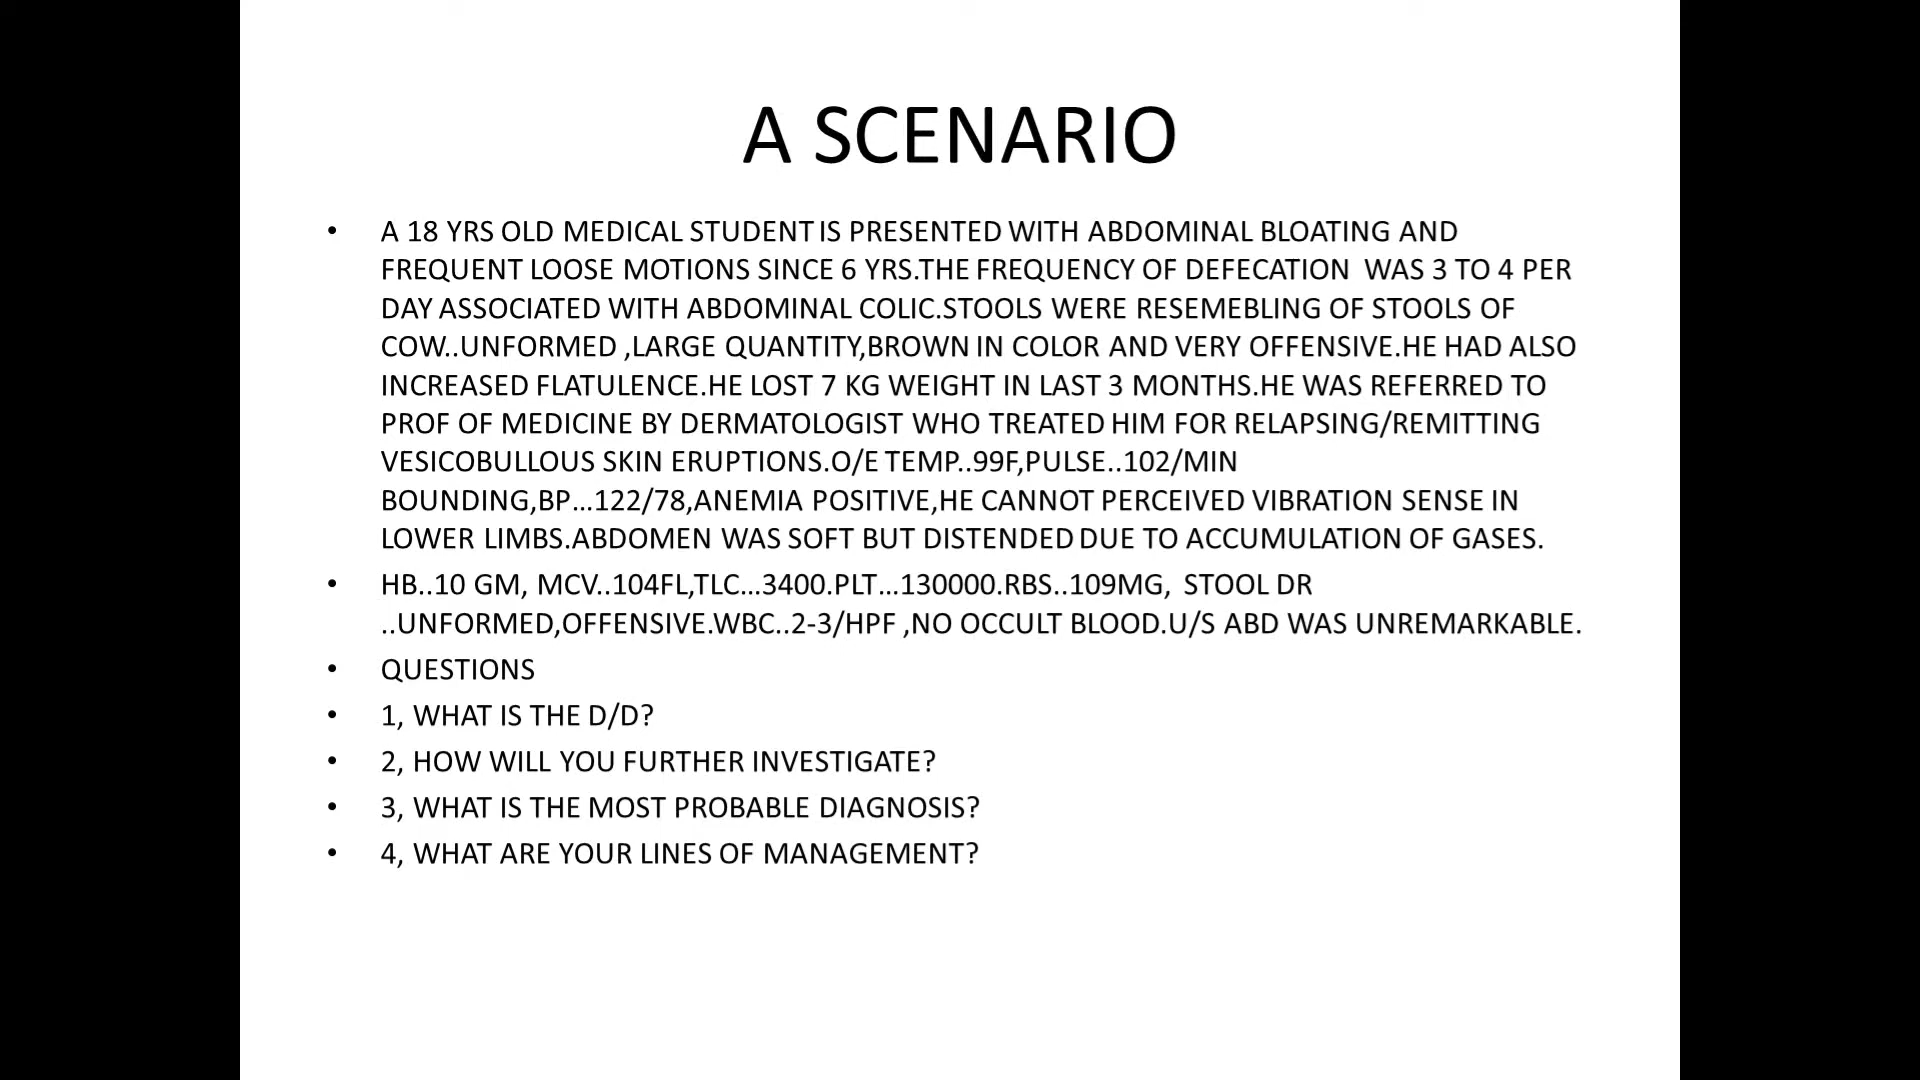 A SCENARIO
• A 18 YRS OLD MEDICAL STUDENT IS PRESENTED WITH ABDOMINAL BLOATING AND
FREQUENT LOOSE MOTIONS SINCE 6 YRS.THE FREQUENCY OF DEFECATION WAS 3 TO 4 PER
DAY ASSOCIATED WITH ABDOMINAL COLIC.STOOLS WERE RESEMEBLING OF STOOLS OF
COW..UNFORMED ,LARGE QUANTITY,BROWN IN COLOR AND VERY OFFENSIVE.HE HAD ALSO
INCREASED FLATULENCE.HE LOST 7 KG WEIGHT IN LAST 3 MONTHS.HE WAS REFERRED TO
PROF OF MEDICINE BY DERMATOLOGIST WHO TREATED HIM FOR RELAPSING/REMITTING
VESICOBULLOUS SKIN ERUPTIONS.O/E TEMP..99F,PULSE..102/MIN
BOUNDING,BP...122/78,ANEMIA POSITIVE,HE CANNOT PERCEIVED VIBRATION SENSE IN
LOWER LIMBS.ABDOMEN WAS SOFT BUT DISTENDED DUE TO ACCUMULATION OF GASES.
• HB..10 GM, MCV..104FL,TLC...3400.PLT...130000.RBS..109MG, STOOL DR
..UNFORMED,OFFENSIVE.WBC..2-3/HPF ,NO OCCULT BLOOD.U/S ABD WAS UNREMARKABLE.
• QUESTIONS
• 1, WHAT IS THE D/D?
• 2, HOW WILL YOU FURTHER INVESTIGATE?
• 3, WHAT IS THE MOST PROBABLE DIAGNOSIS?
• 4, WHAT ARE YOUR LINES OF MANAGEMENT?